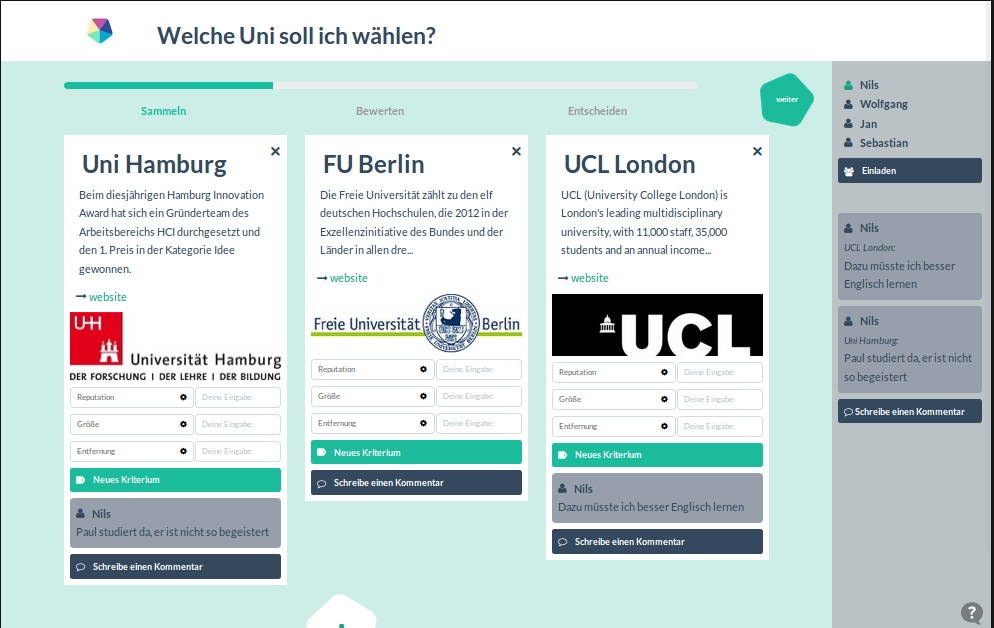 Welche Uni soll ich wählen?
Sammeln
Bewerten
Entscheiden
weiter
Uni Hamburg
Beim diesjährigen Hamburg Innovation
Award hat sich ein Gründerteam des
Arbeitsbereichs HCI durchgesetzt und
den 1. Preis in der Kategorie Idee
gewonnen.
website
UHH
Universität Hamburg
DER FORSCHUNG | DER LEHRE | DER BILDUNG
Reputation
Deine Eingabe:
Größe
Deine Eingabe:
Entfernung
Deine Eingabe:
Neues Kriterium
Nils
Paul studiert da, er ist nicht so begeistert
Schreibe einen Kommentar
FU Berlin
Die Freie Universität zählt zu den elf
deutschen Hochschulen, die 2012 in der
Exzellenzinitiative des Bundes und der
Länder in allen dre...
website
Freie Universität Berlin
Reputation
Deine Eingabe:
Größe
Deine Eingabe:
Entfernung
Deine Eingabe:
Neues Kriterium
Schreibe einen Kommentar
UCL London
UCL (University College London) is
London's leading multidisciplinary
university, with 11,000 staff, 35,000
students and an annual income...
website
UCL
Reputation
Deine Eingabe:
Größe
Deine Eingabe:
Entfernung
Deine Eingabe:
Neues Kriterium
Nils
Dazu müsste ich besser Englisch lernen
Schreibe einen Kommentar
Nils
Wolfgang
Jan
Sebastian
Einladen
Nils
UCL London:
Dazu müsste ich besser
Englisch lernen
Nils
Uni Hamburg:
Paul studiert da, er ist nicht
so begeistert
Schreibe einen Kommentar
?